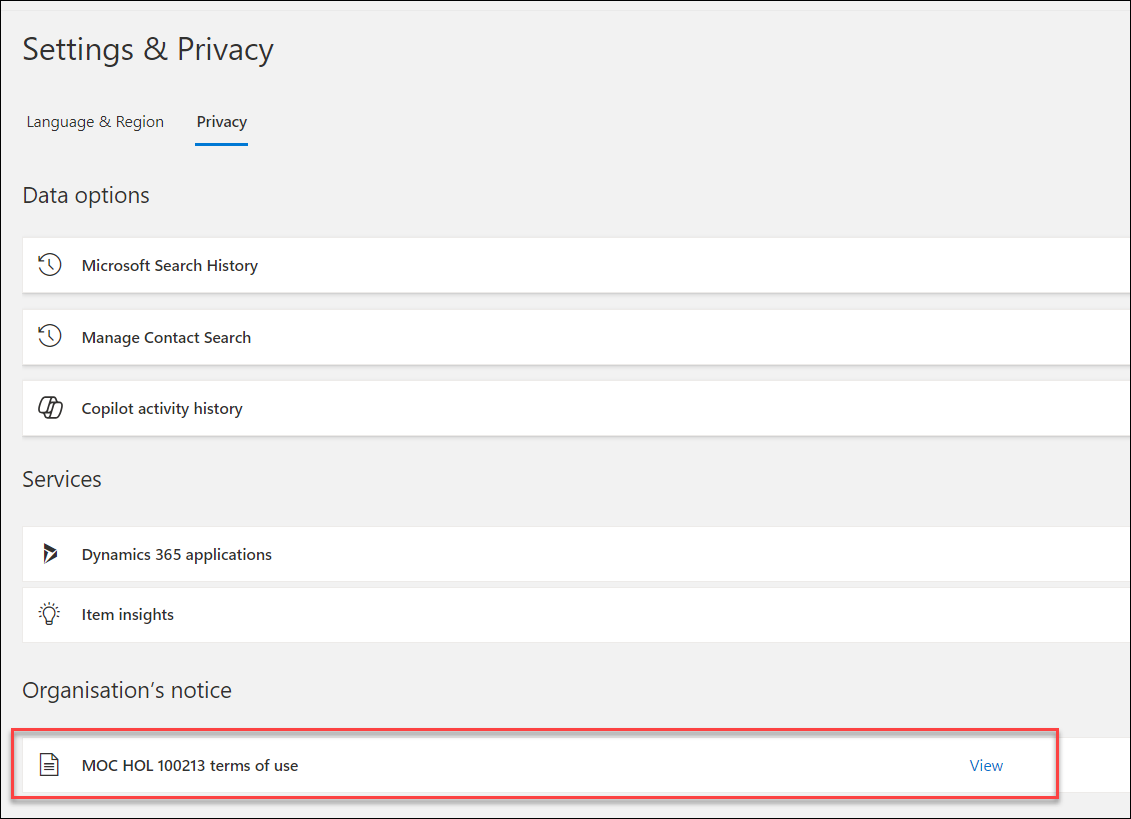 Settings & Privacy
Language & Region Privacy
Data options
Microsoft Search History
Manage Contact Search
Copilot activity history
Services
Dynamics 365 applications
Item insights
Organisation's notice
MOC HOL 100213 terms of use View